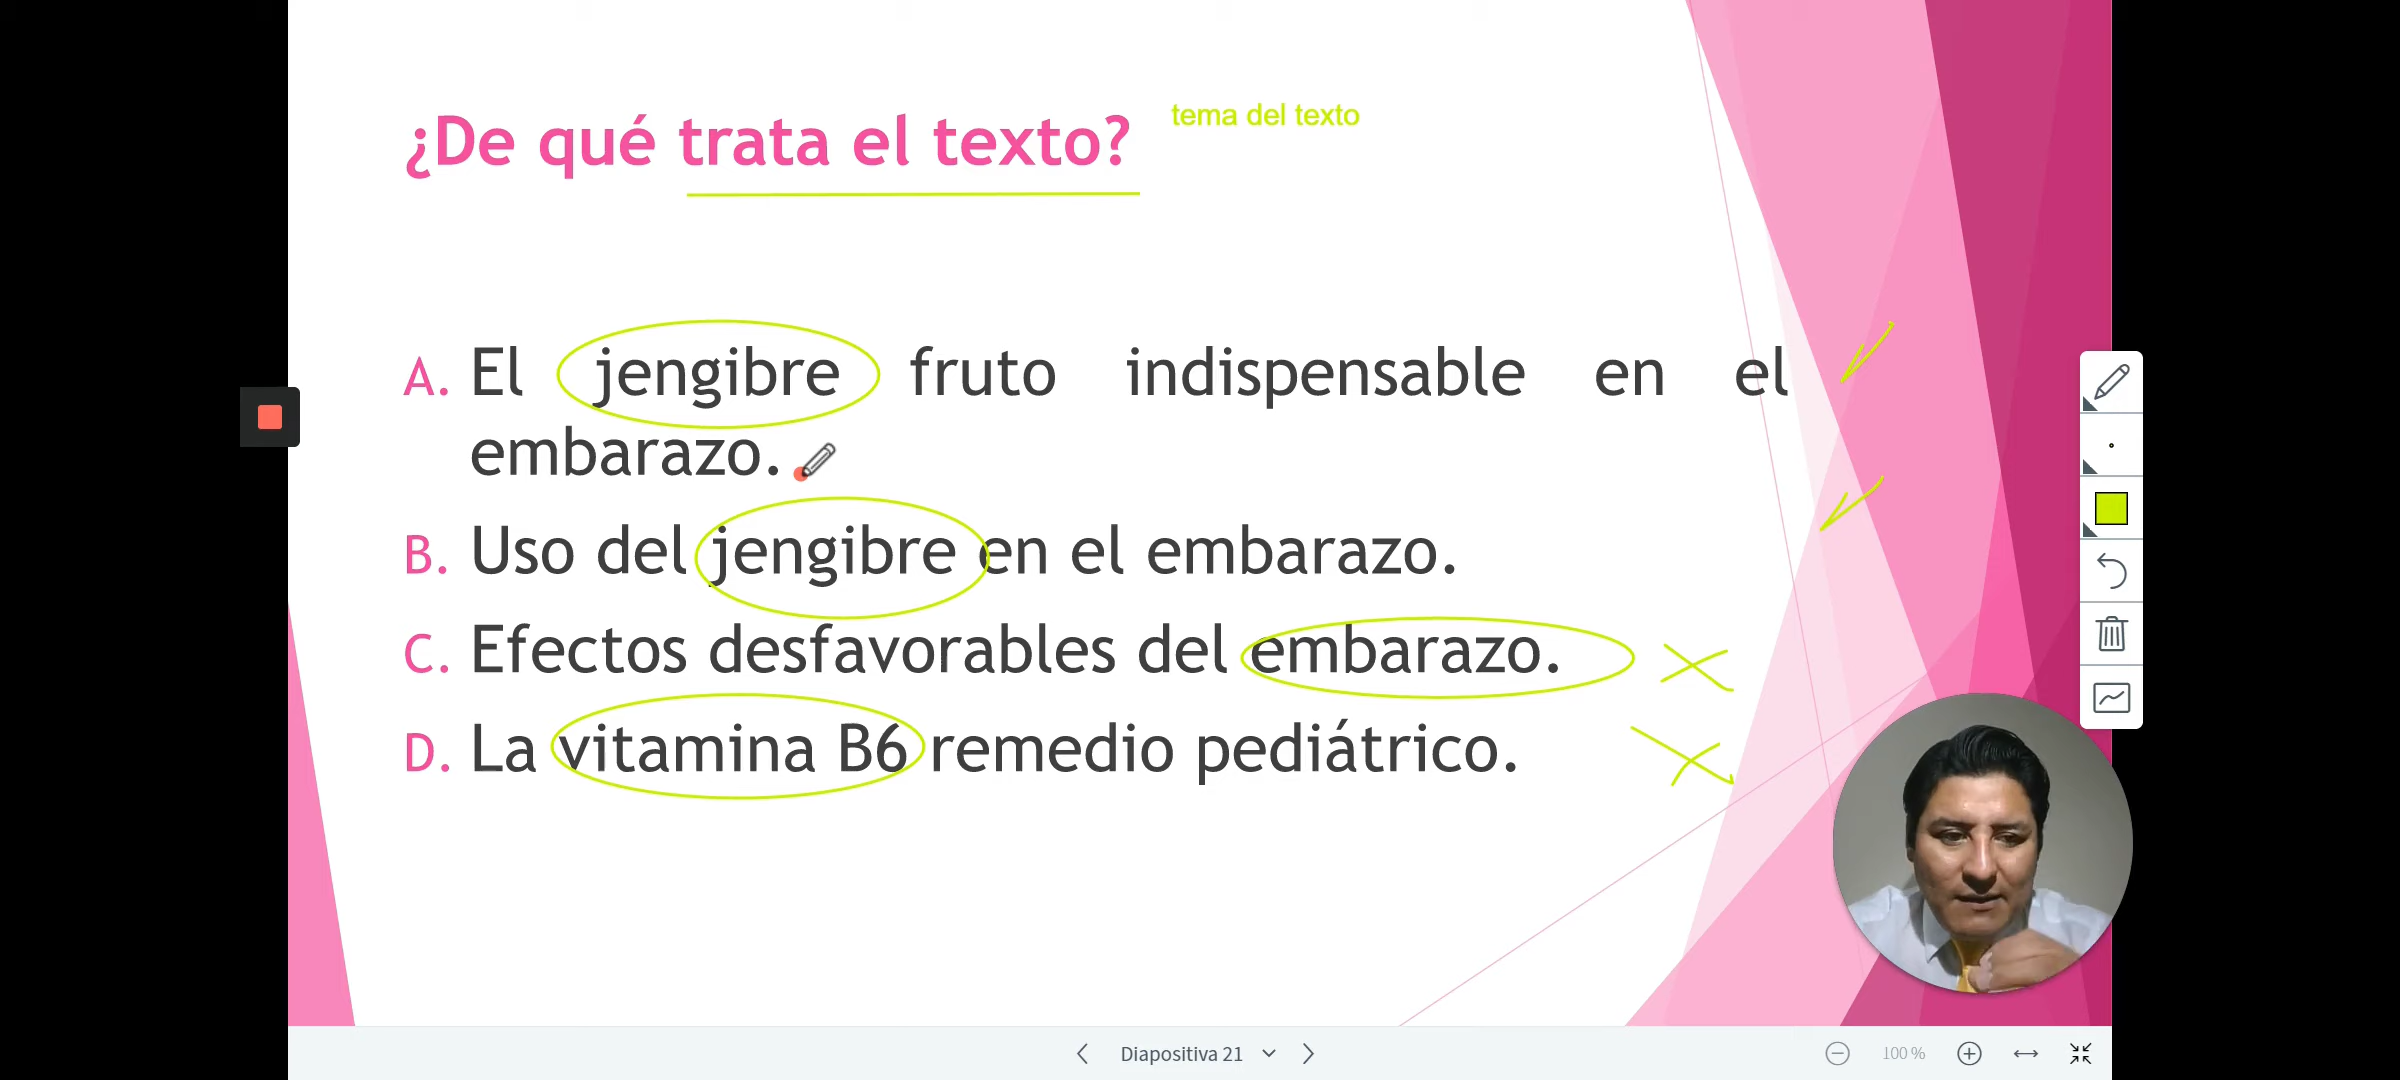 ¿De qué trata el texto? tema del texto
A. El jengibre fruto indispensable en el
embarazo.
B. Uso del jengibre en el embarazo.
C. Efectos desfavorables del embarazo.
D. La vitamina B6 remedio pediátrico.
Diapositiva 21 100 %